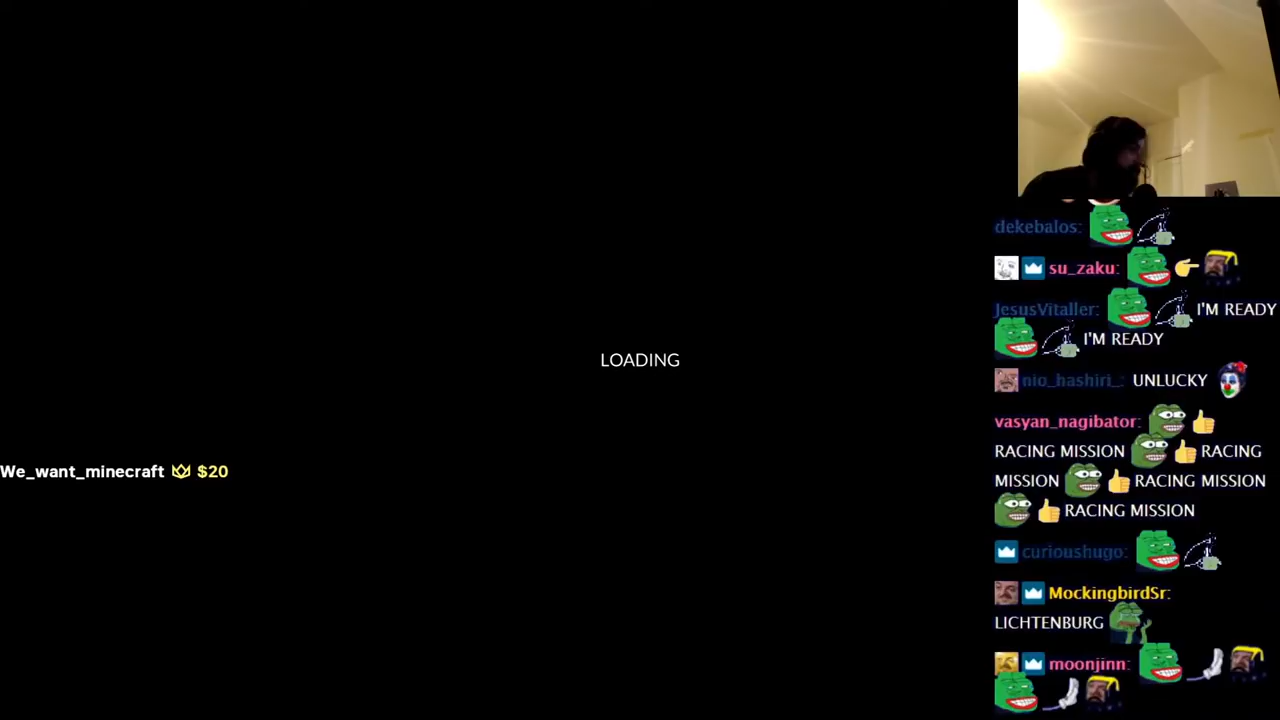 dekebalos:
su_zaku:
JesusVitaller: I'M READY
I'M READY
LOADING
nio_hashiri_: UNLUCKY
vasyan_nagibator:
RACING MISSION RACING
MISSION RACING MISSION
RACING MISSION
We_want_minecraft $20
curioushugo:
MockingbirdSr:
LICHTENBURG
moonjinn: